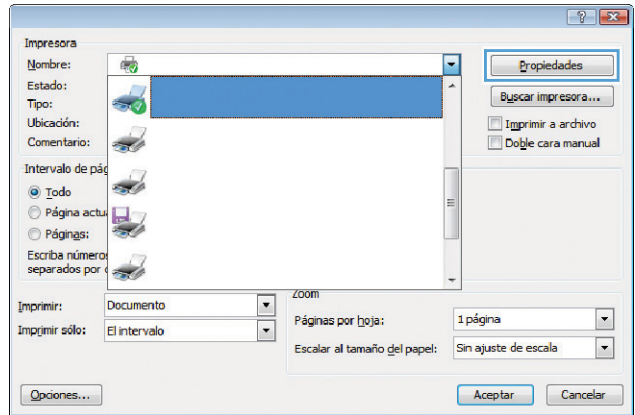 Impresora
Nombre:
Propiedades
Estado:
Tipo:
Buscar impresora...
Ubicación:
Imprimir a archivo
Comentario:
Doble cara manual
Intervalo de pág
Todo
Página actu
Páginas:
Escriba números
separados por c
Zoom
Imprimir:
Documento
Páginas por hoja:
1 página
Imprimir sólo:
El intervalo
Escalar al tamaño del papel:
Sin ajuste de escala
Opciones...
Aceptar
Cancelar